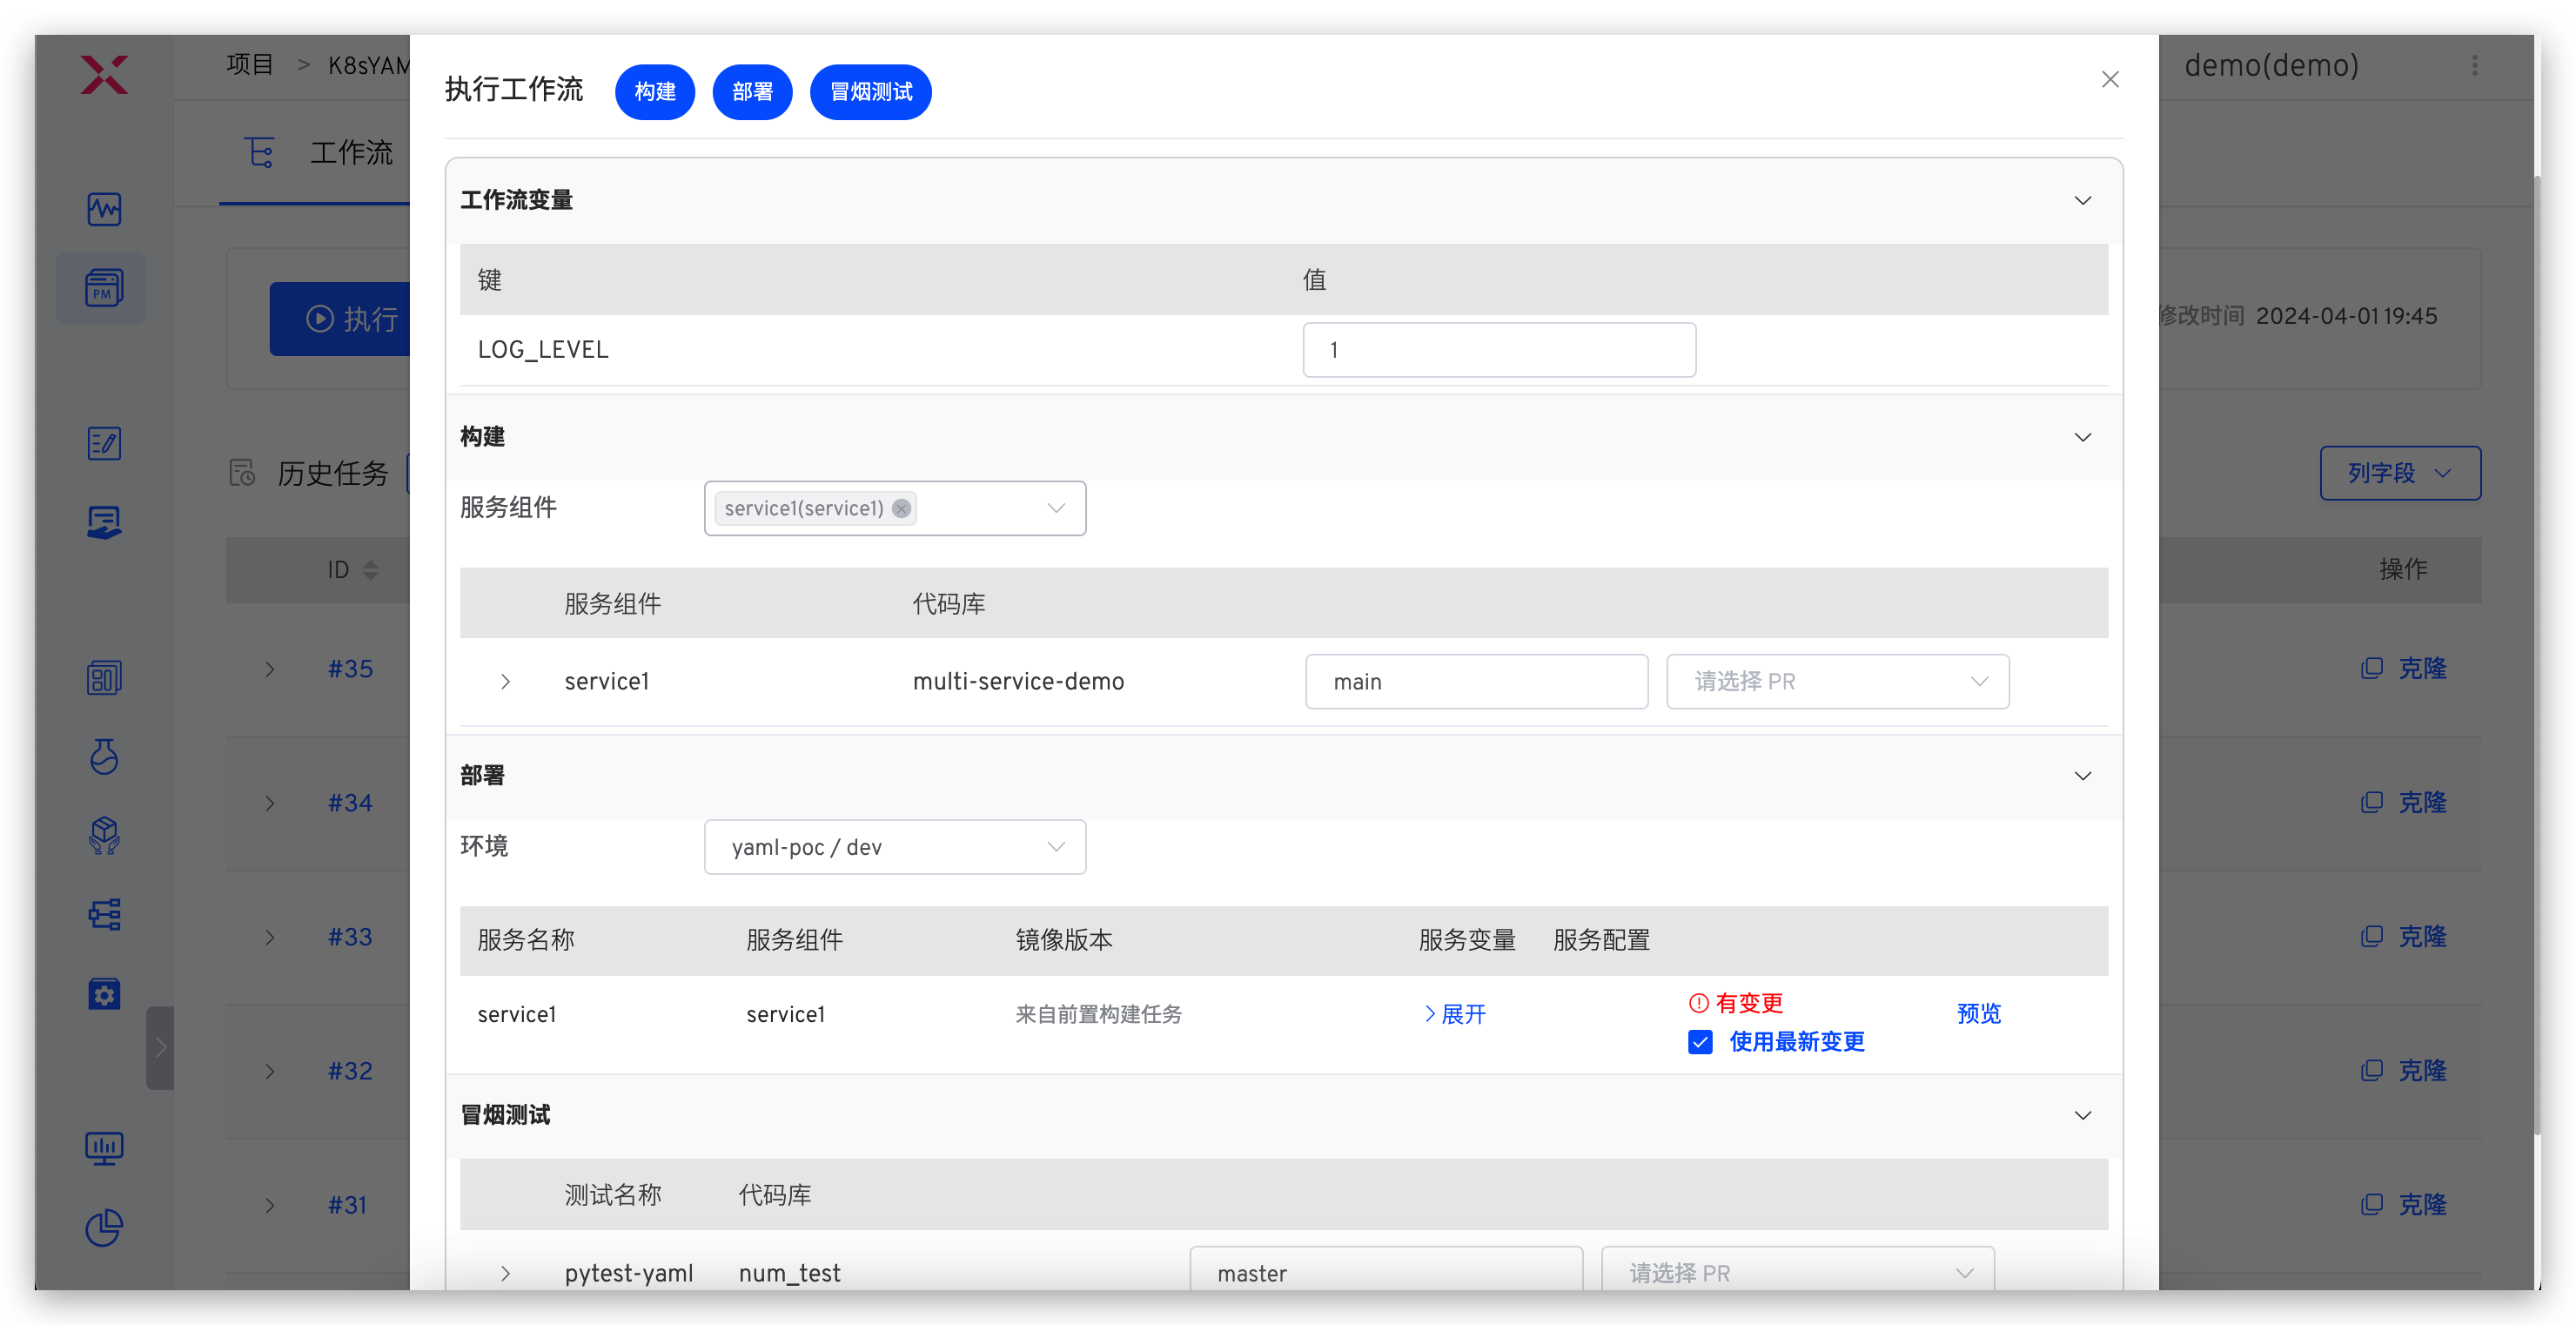 项目 > K8sYAM
demo(demo)
工作流
PM
执行
修改时间 2024-04-01 19:45
历史任务
列字段
ID
操作
#35
克隆
#34
克隆
#33
克隆
#32
克隆
#31
克隆
执行工作流 构建 部署 冒烟测试
工作流变量
键 值
LOG_LEVEL 1
构建
服务组件 service1(service1)
服务组件 代码库
service1 multi-service-demo main 请选择 PR
部署
环境 yaml-poc / dev
服务名称 服务组件 镜像版本 服务变量 服务配置
service1 service1 来自前置构建任务 展开 有变更 预览
使用最新变更
冒烟测试
测试名称 代码库
pytest-yaml num_test master 请选择 PR